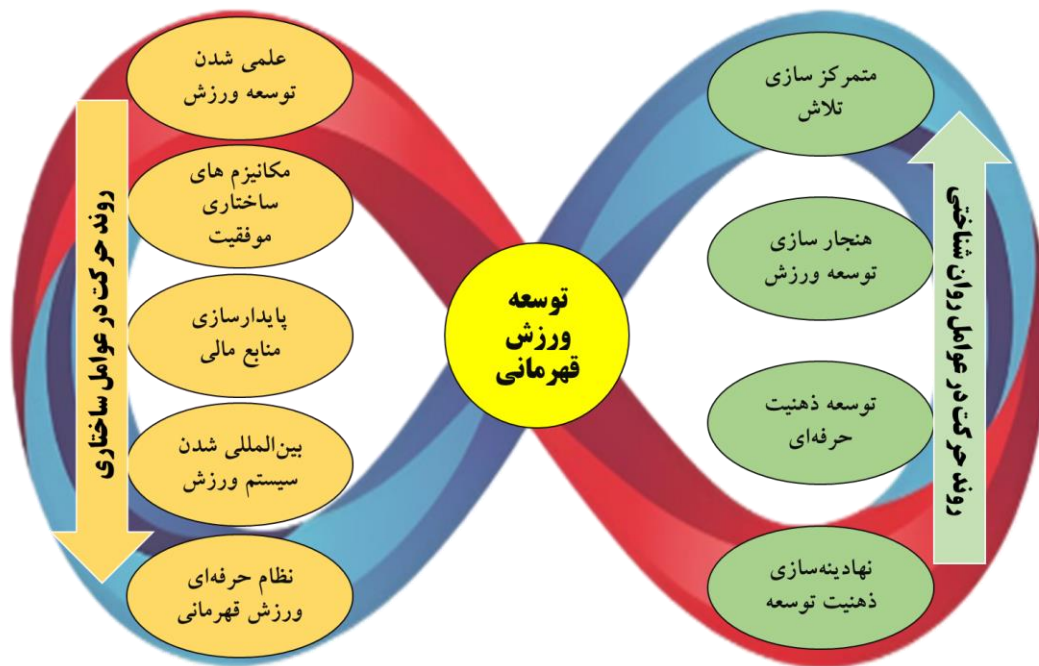 متمرکز سازی
تلاش
هنجار سازی
توسعه ورزش
توسعه ذهنیت
حرفه‌ای
نهادینه‌سازی
ذهنیت توسعه
روند حرکت در عوامل روان شناختی
توسعه
ورزش
قهرمانی
علمی شدن
توسعه ورزش
مکانیزم های
ساختاری
موفقیت
پایدارسازی
منابع مالی
بین‌المللی شدن
سیستم ورزش
نظام حرفه‌ای
ورزش قهرمانی
روند حرکت در عوامل ساختاری